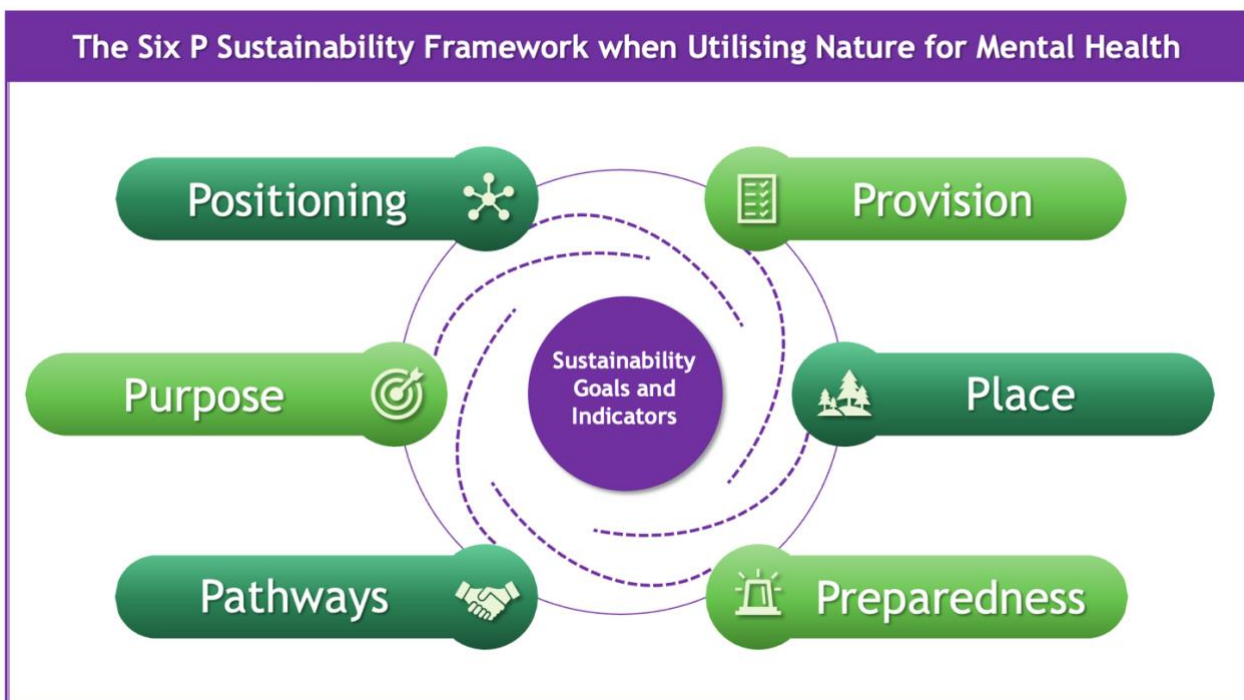 The Six P Sustainability Framework when Utilising Nature for Mental Health
Positioning
Provision
Purpose
Sustainability
Goals and
Indicators
Place
Pathways
Preparedness